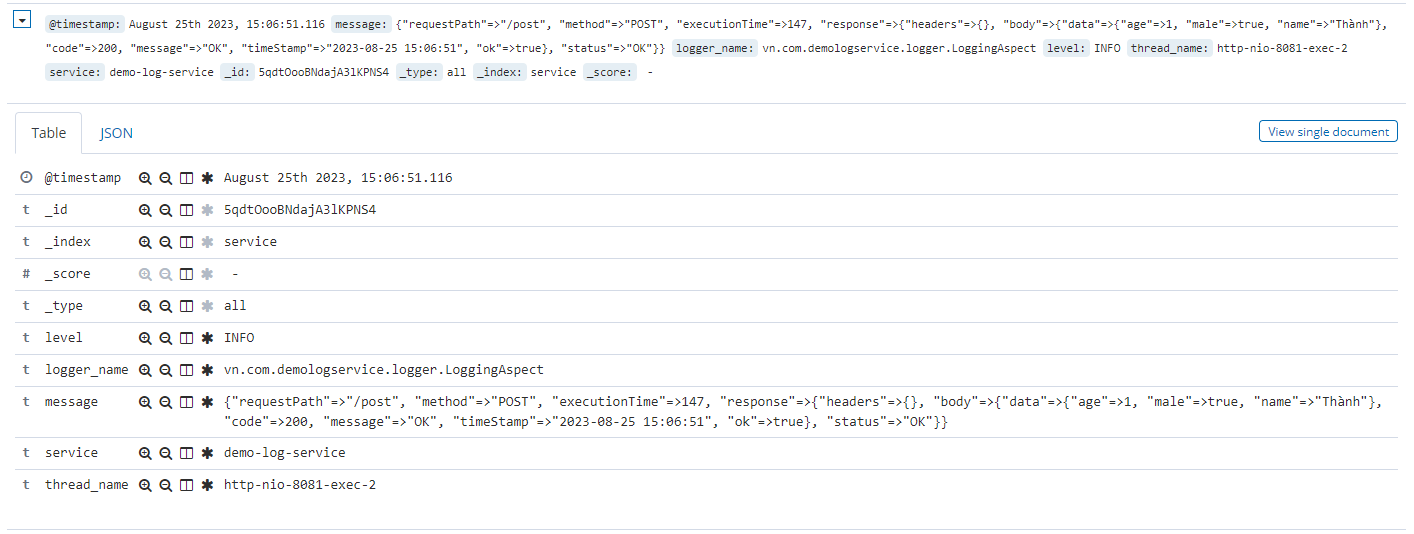 @timestamp: August 25th 2023, 15:06:51.116 message: {"requestPath"=>"/post", "method"=>"POST", "executionTime"=>147, "response"=>{"headers"=>{}, "body"=>{"data"=>{"age"=>1, "male"=>true, "name"=>"Thành"},
"code"=>200, "message"=>"OK", "timeStamp"=>"2023-08-25 15:06:51", "ok"=>true}, "status"=>"OK"}} logger_name: vn.com.demologservice.logger.LoggingAspect level: INFO thread_name: http-nio-8081-exec-2
service: demo-log-service _id: 5qdtOooBNdajA3lKPNS4 _type: all _index: service _score: -
Table JSON View single document
@timestamp August 25th 2023, 15:06:51.116
t _id 5qdtOooBNdajA3lKPNS4
t _index service
# _score -
t _type all
t level INFO
t logger_name vn.com.demologservice.logger.LoggingAspect
t message {"requestPath"=>"/post", "method"=>"POST", "executionTime"=>147, "response"=>{"headers"=>{}, "body"=>{"data"=>{"age"=>1, "male"=>true, "name"=>"Thành"},
"code"=>200, "message"=>"OK", "timeStamp"=>"2023-08-25 15:06:51", "ok"=>true}, "status"=>"OK"}}
t service demo-log-service
t thread_name http-nio-8081-exec-2